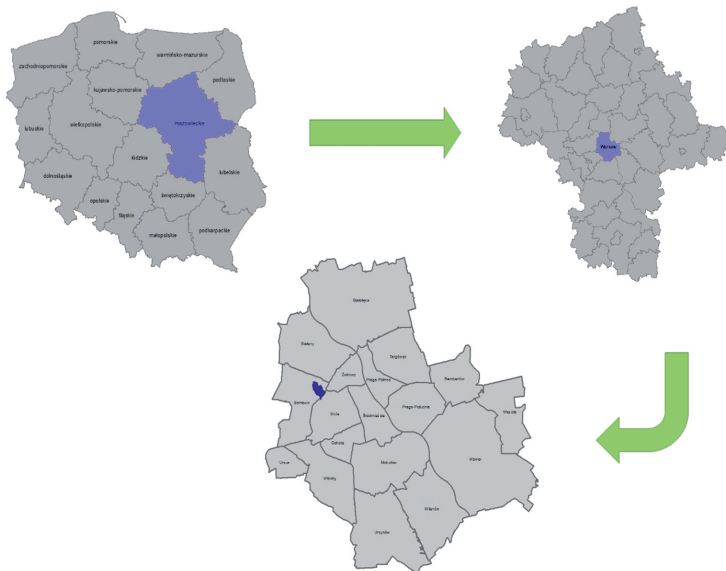 pomorskie
warmińsko-mazurskie
zachodniopomorskie
podlaskie
kujawsko-pomorskie
mazowieckie
lubuskie
wielkopolskie
łódzkie
lubelskie
dolnośląskie
opolskie
świętokrzyskie
śląskie
małopolskie
podkarpackie
Warszawa
Białołęka
Bielany
Targówek
Żoliborz
Praga-Północ
Rembertów
Bemowo
Wola
Śródmieście
Praga-Południe
Wesoła
Ochota
Ursus
Włochy
Mokotów
Wawer
Wilanów
Ursynów